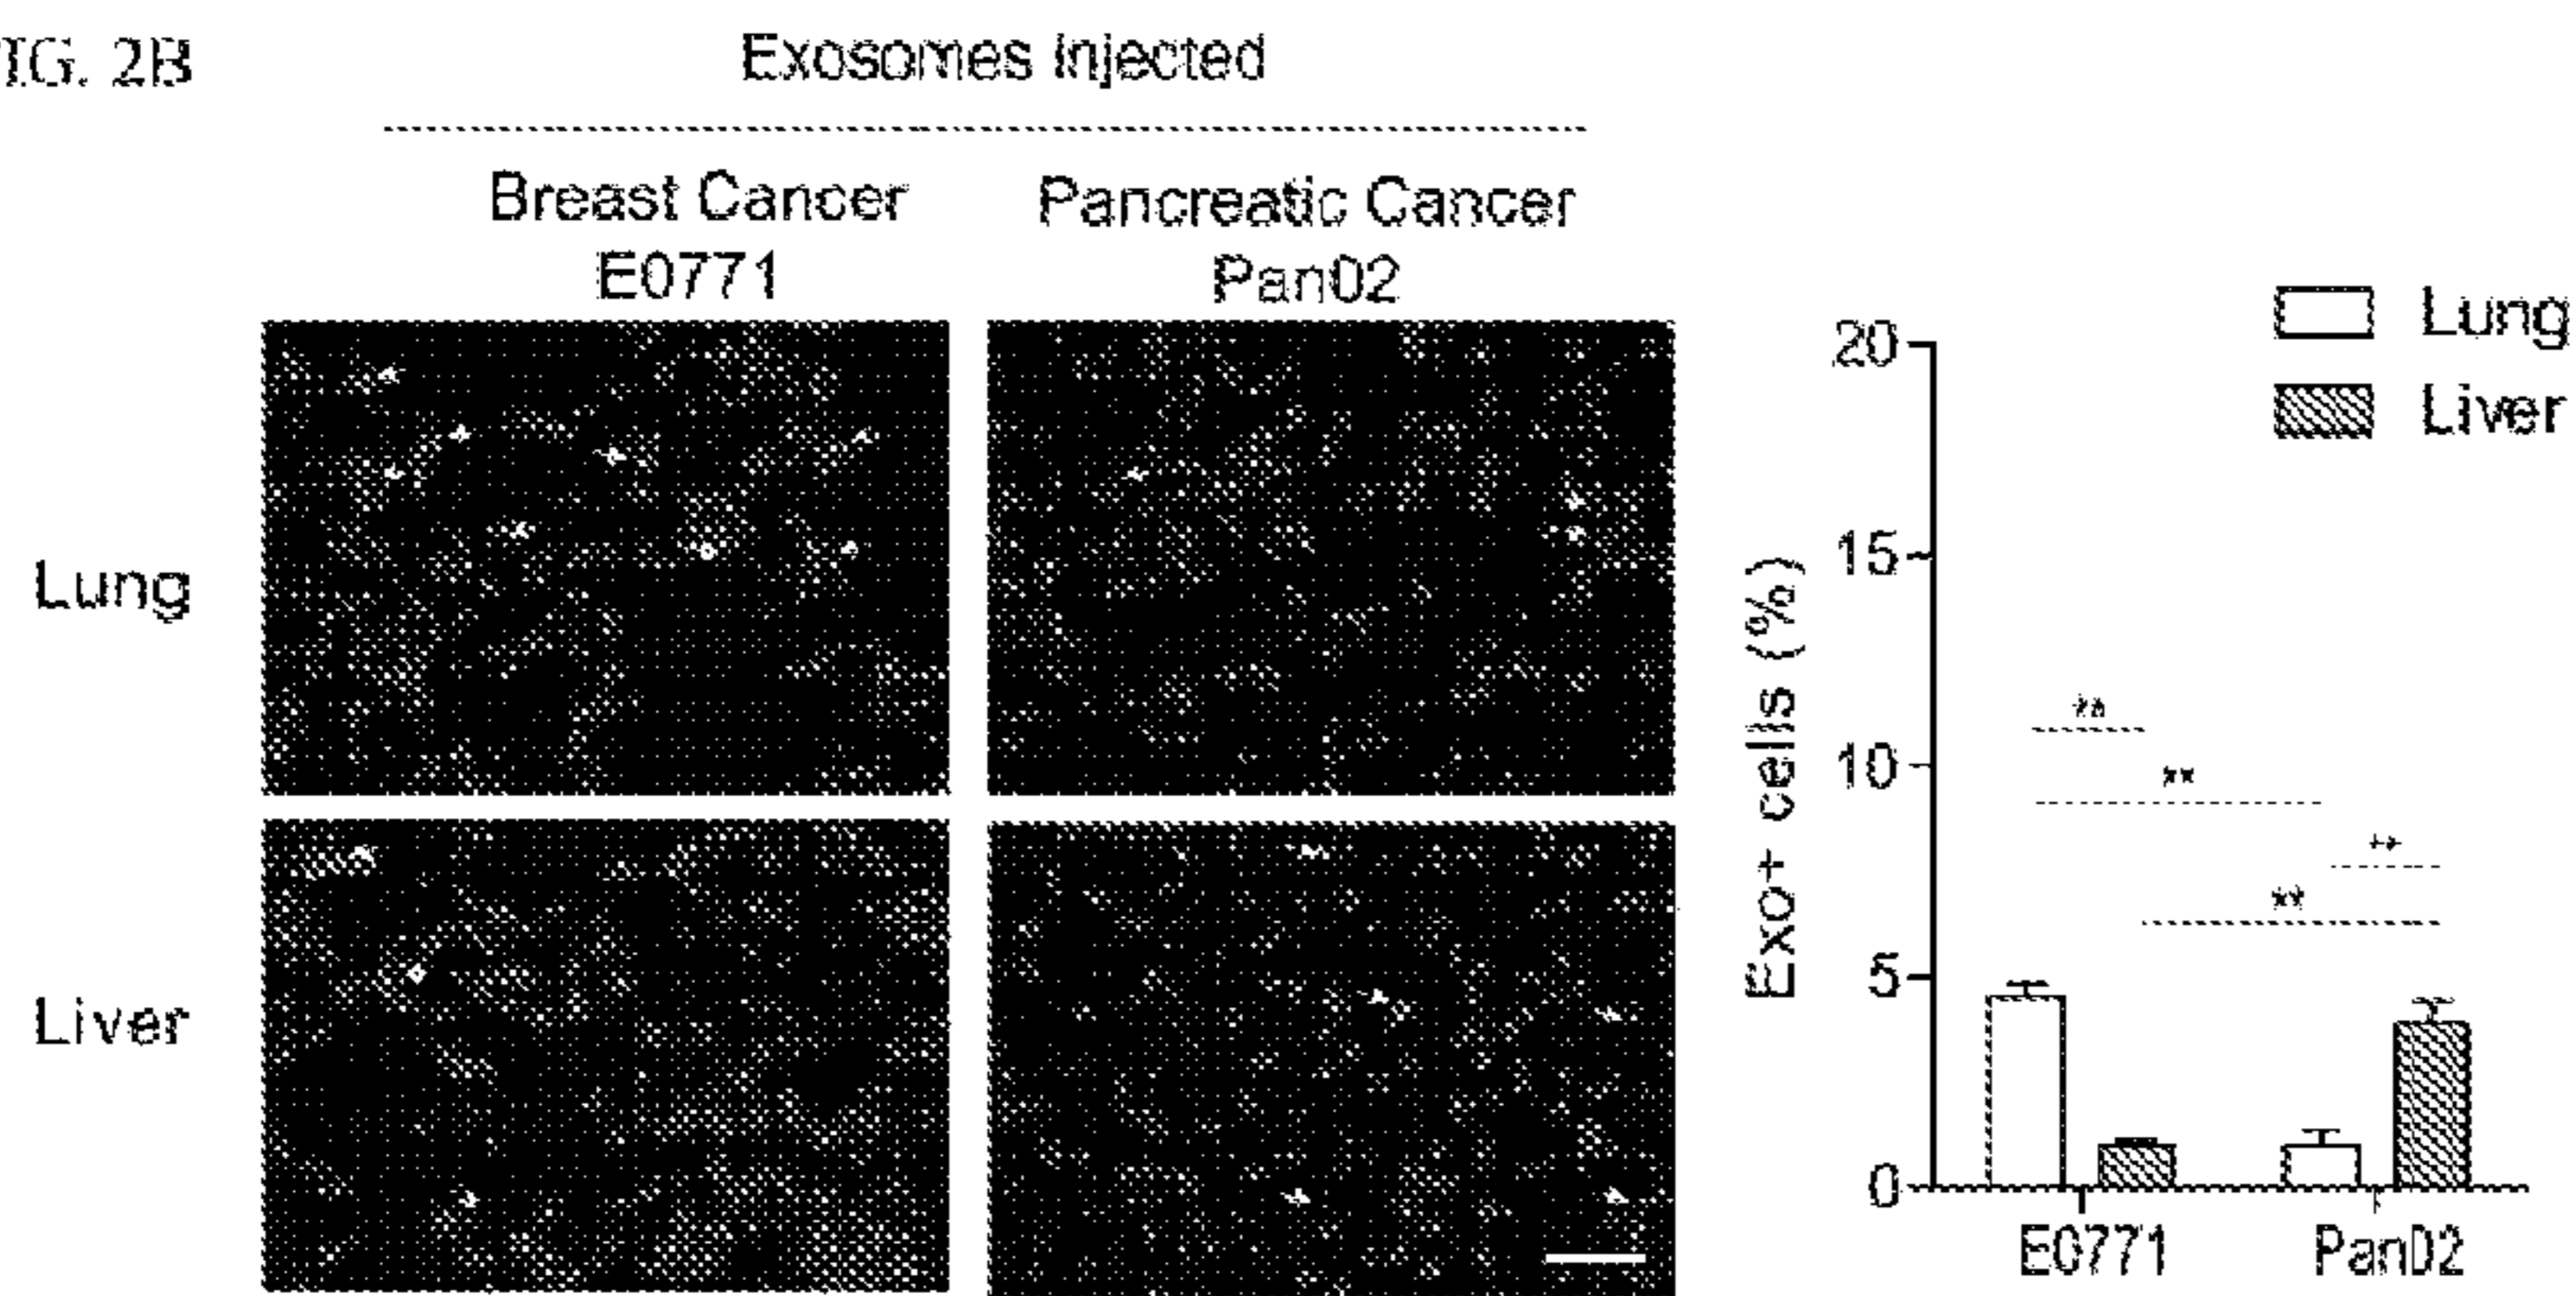 IG. 2B
Exosomes Injected
Breast Cancer
E0771
Pancreatic Cancer
Pan02
Lung
Liver
Exo+ cells (%)
20
15
10
5
0
**
**
**
**
Lung
Liver
E0771
Pan02